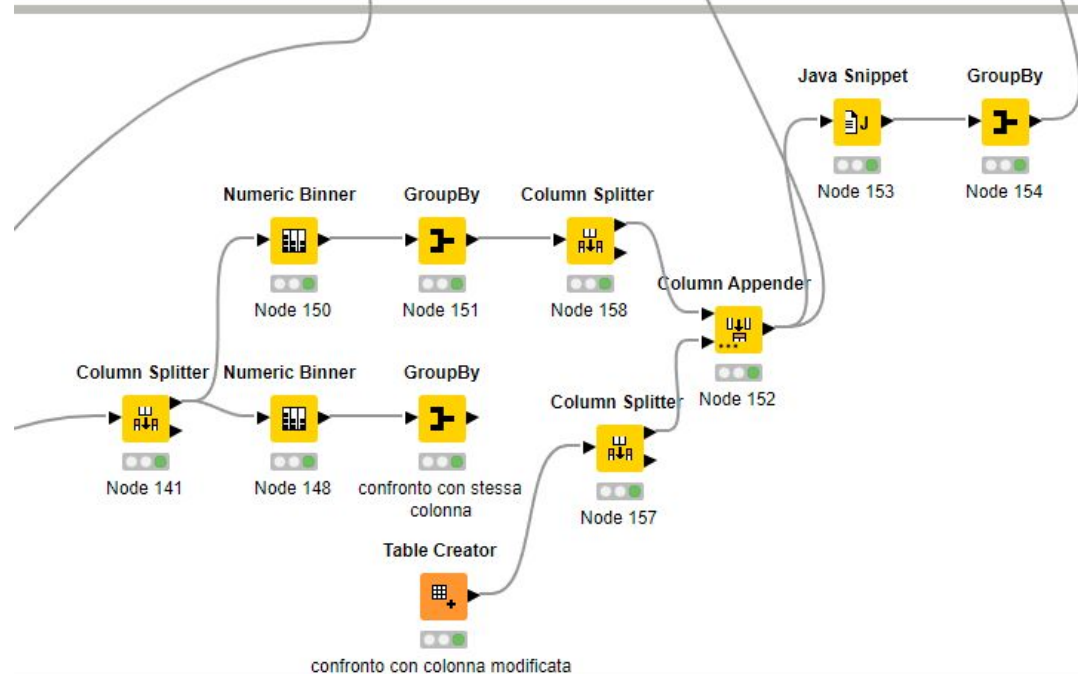 Java Snippet
GroupBy
Node 153
Node 154
Numeric Binner
GroupBy
Column Splitter
Node 150
Node 151
Node 158
Column Appender
Node 152
Column Splitter
Numeric Binner
GroupBy
Node 141
Node 148
confronto con stessa
colonna
Column Splitter
Node 157
Table Creator
confronto con colonna modificata